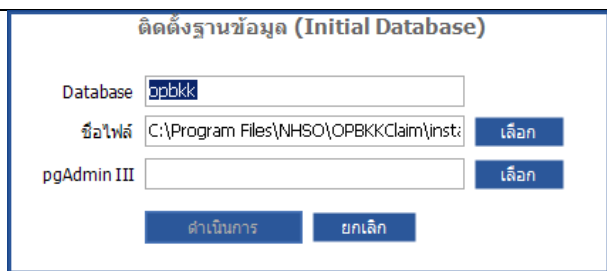 ติดตั้งฐานข้อมูล (Initial Database)
Database opbkk
ชื่อไฟล์ C:\Program Files\NHSO\OPBKKClaim\insta เลือก
pgAdmin III เลือก
ดำเนินการ ยกเลิก